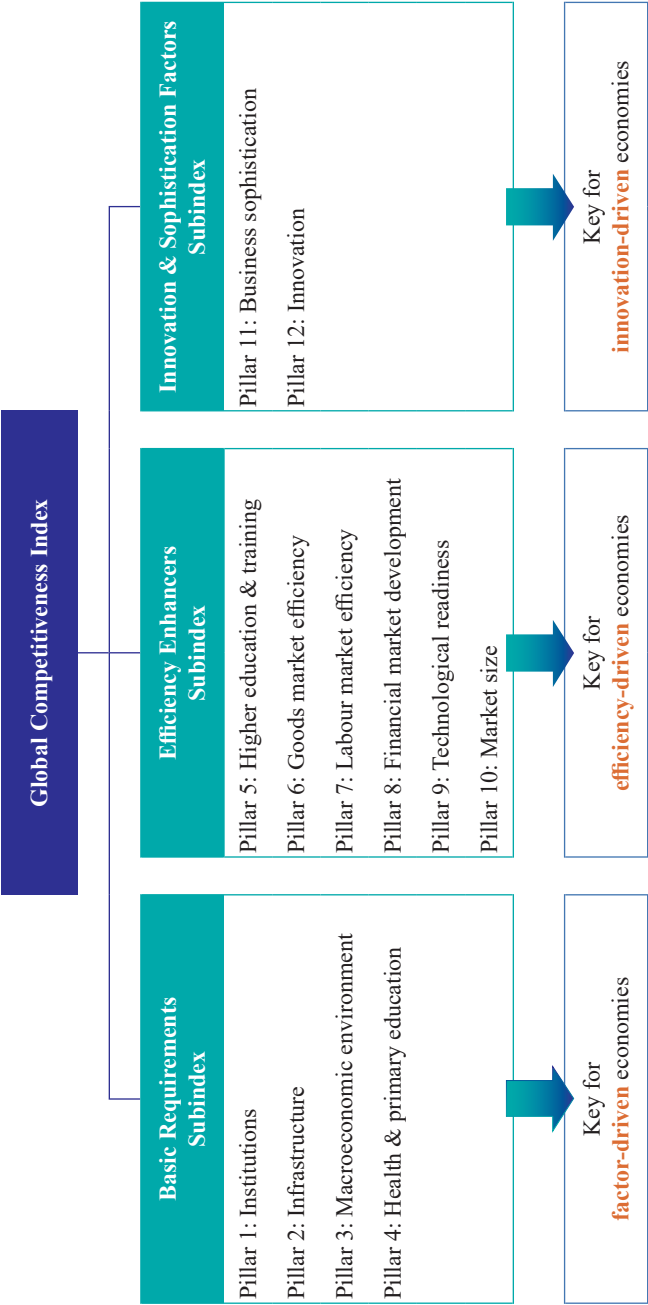 Global Competitiveness Index
Basic Requirements
Subindex
Pillar 1: Institutions
Pillar 2: Infrastructure
Pillar 3: Macroeconomic environment
Pillar 4: Health & primary education
Key for
factor-driven economies
Efficiency Enhancers
Subindex
Pillar 5: Higher education & training
Pillar 6: Goods market efficiency
Pillar 7: Labour market efficiency
Pillar 8: Financial market development
Pillar 9: Technological readiness
Pillar 10: Market size
Key for
efficiency-driven economies
Innovation & Sophistication Factors
Subindex
Pillar 11: Business sophistication
Pillar 12: Innovation
Key for
innovation-driven economies